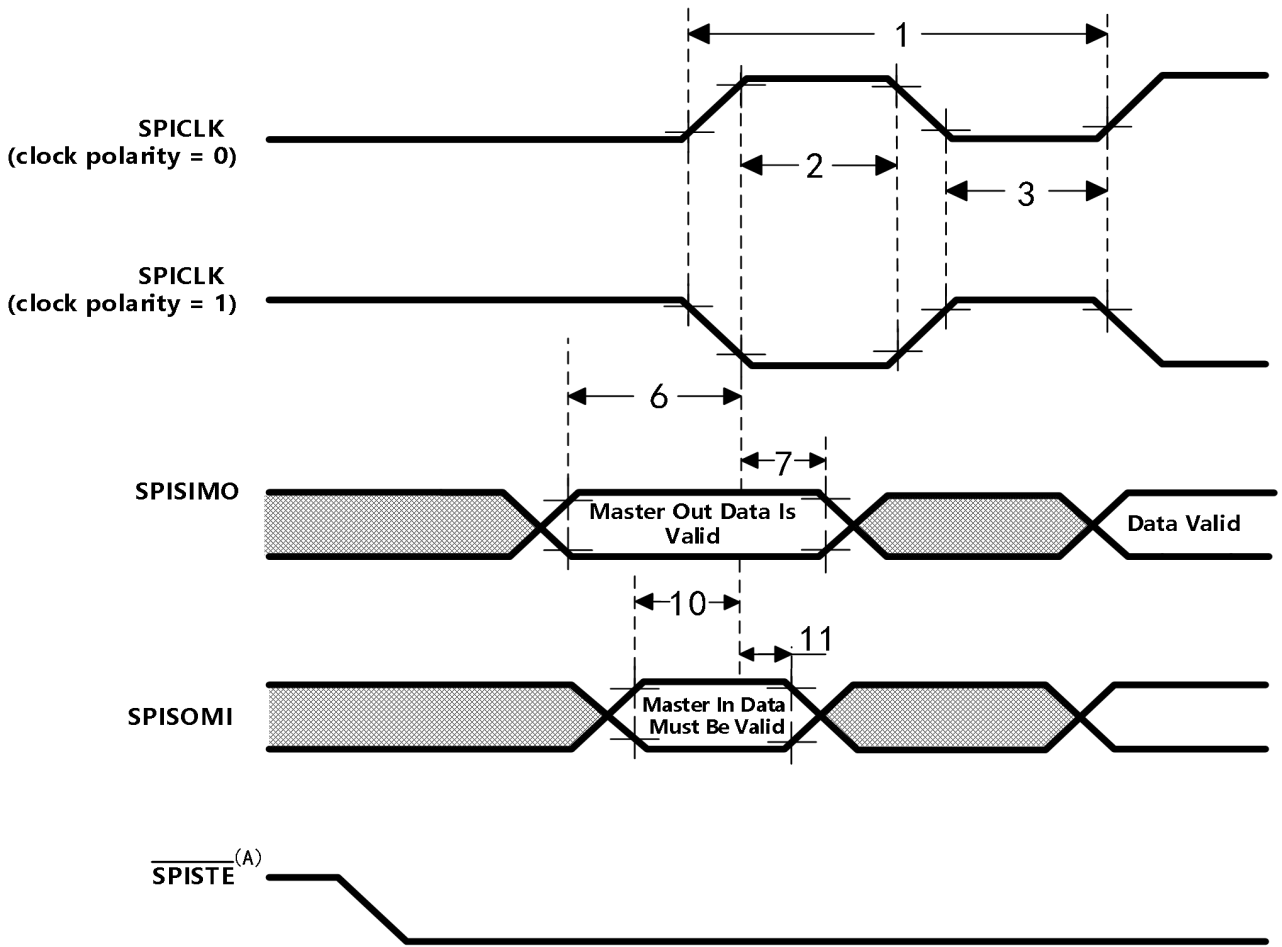 1
SPICLK
(clock polarity = 0)
2
3
SPICLK
(clock polarity = 1)
6
7
SPISIMO
Master Out Data Is
Valid
Data Valid
10
11
SPISOMI
Master In Data
Must Be Valid
SPISTE(A)